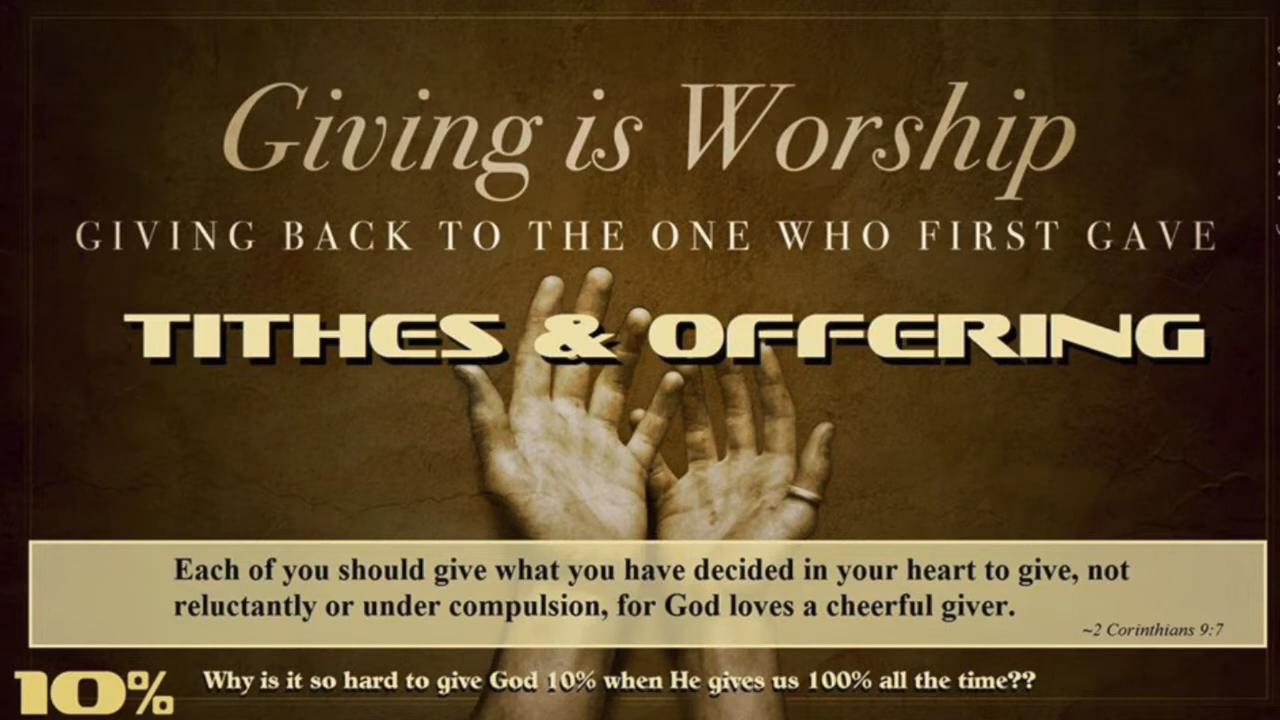 Giving is Worship
GIVING BACK TO THE ONE WHO FIRST GAVE
TITHES & OFFERING
Each of you should give what you have decided in your heart to give, not
reluctantly or under compulsion, for God loves a cheerful giver.
~2 Corinthians 9:7
10%
Why is it so hard to give God 10% when He gives us 100% all the time??